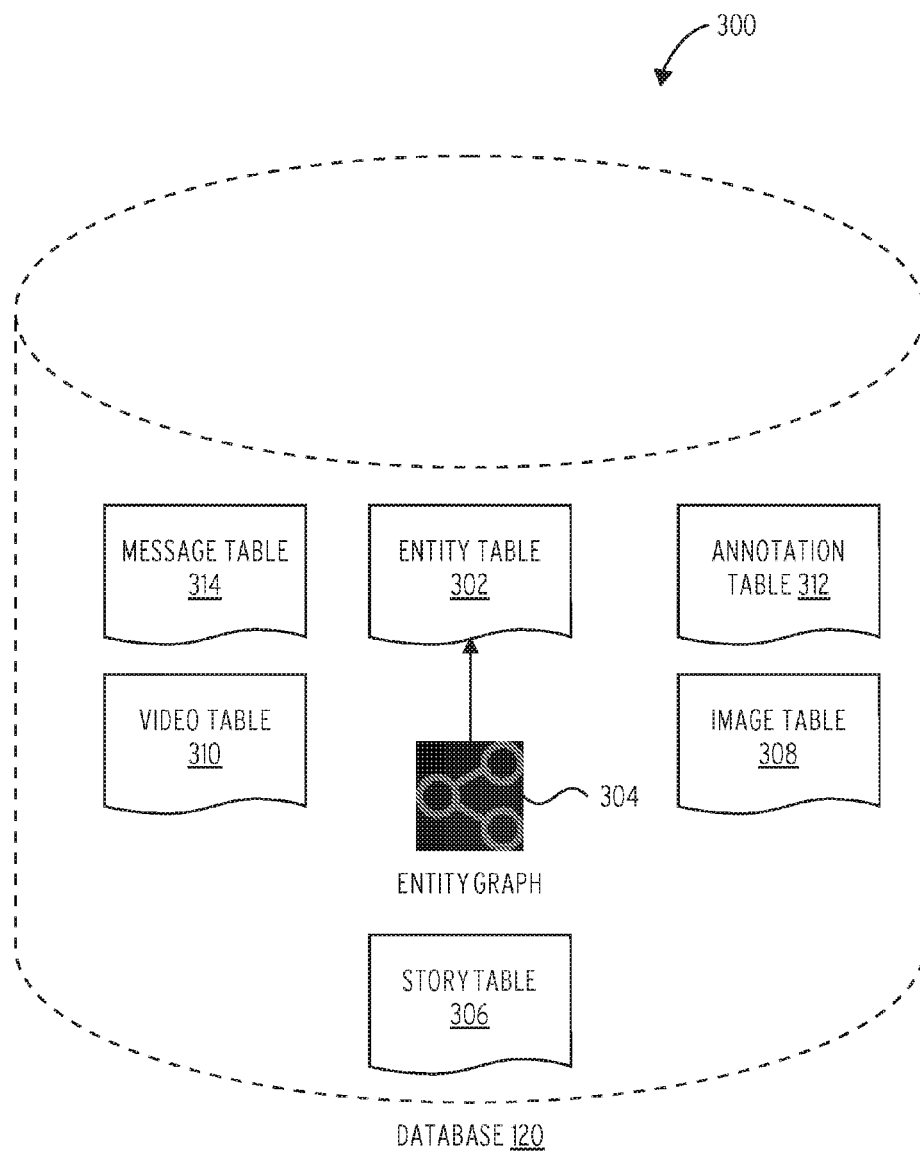 300
MESSAGE TABLE
314
ENTITY TABLE
302
ANNOTATION
TABLE 312
VIDEO TABLE
310
IMAGE TABLE
308
304
ENTITY GRAPH
STORY TABLE
306
DATABASE 120